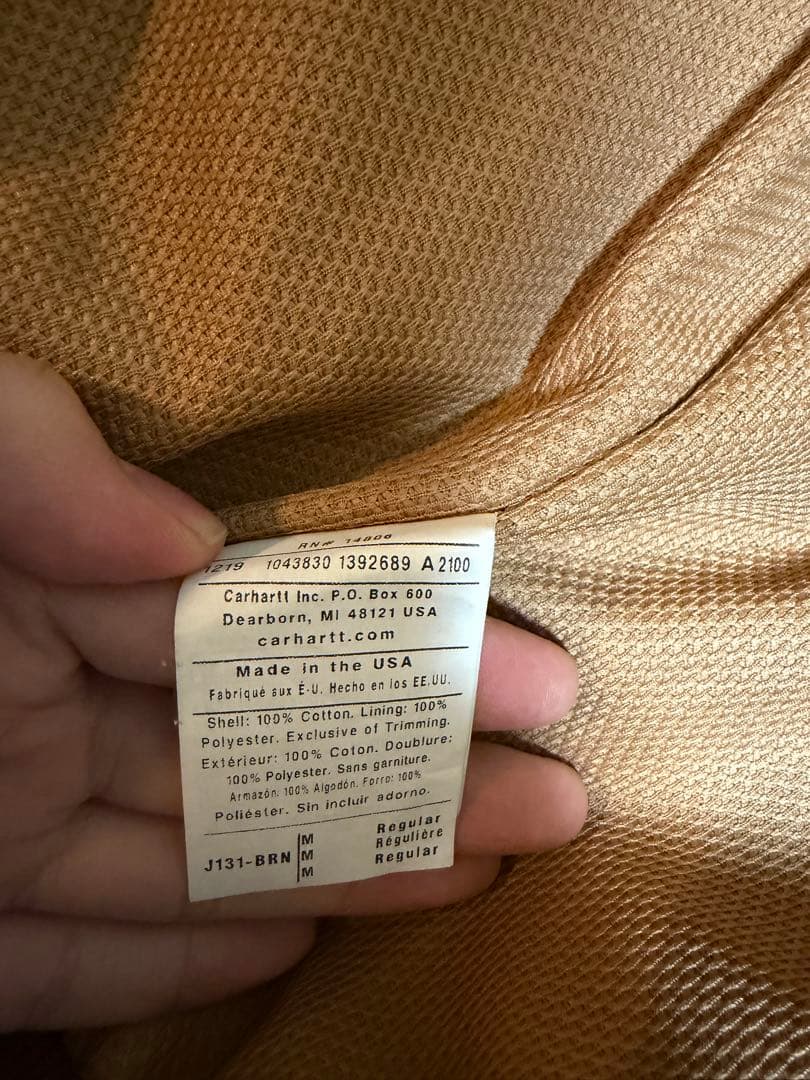 RN# 14806
1219 1043830 1392689 A 2100
Carhartt Inc. P.O. Box 600
Dearborn, MI 48121 USA
carhartt.com
Made in the USA
Fabriqué aux É-U. Hecho en los EE.UU.
Shell: 100% Cotton. Lining: 100%
Polyester. Exclusive of Trimming.
Extérieur: 100% Coton. Doublure:
100% Polyester. Sans garniture.
Armazón: 100% Algodón. Forro: 100%
Poliéster. Sin incluir adorno.
M Regular
J131-BRN M Régulière
M Regular